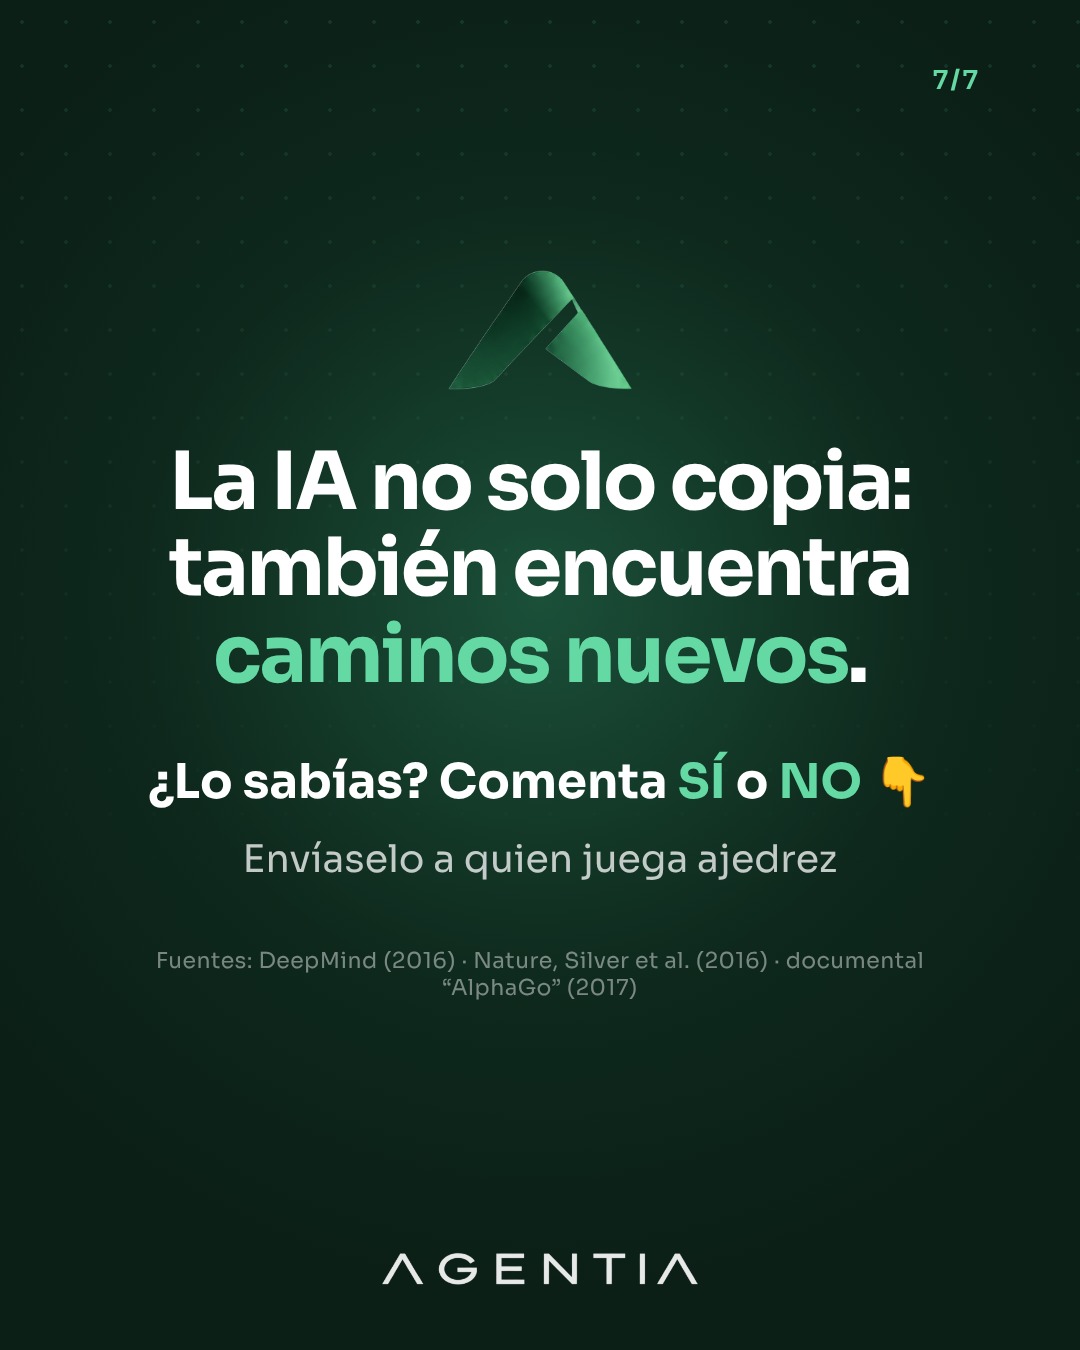 7/7
La IA no solo copia:
también encuentra
caminos nuevos.
¿Lo sabías? Comenta SÍ o NO 👇
Envíaselo a quien juega ajedrez
Fuentes: DeepMind (2016) · Nature, Silver et al. (2016) · documental
“AlphaGo” (2017)
AGENTIA